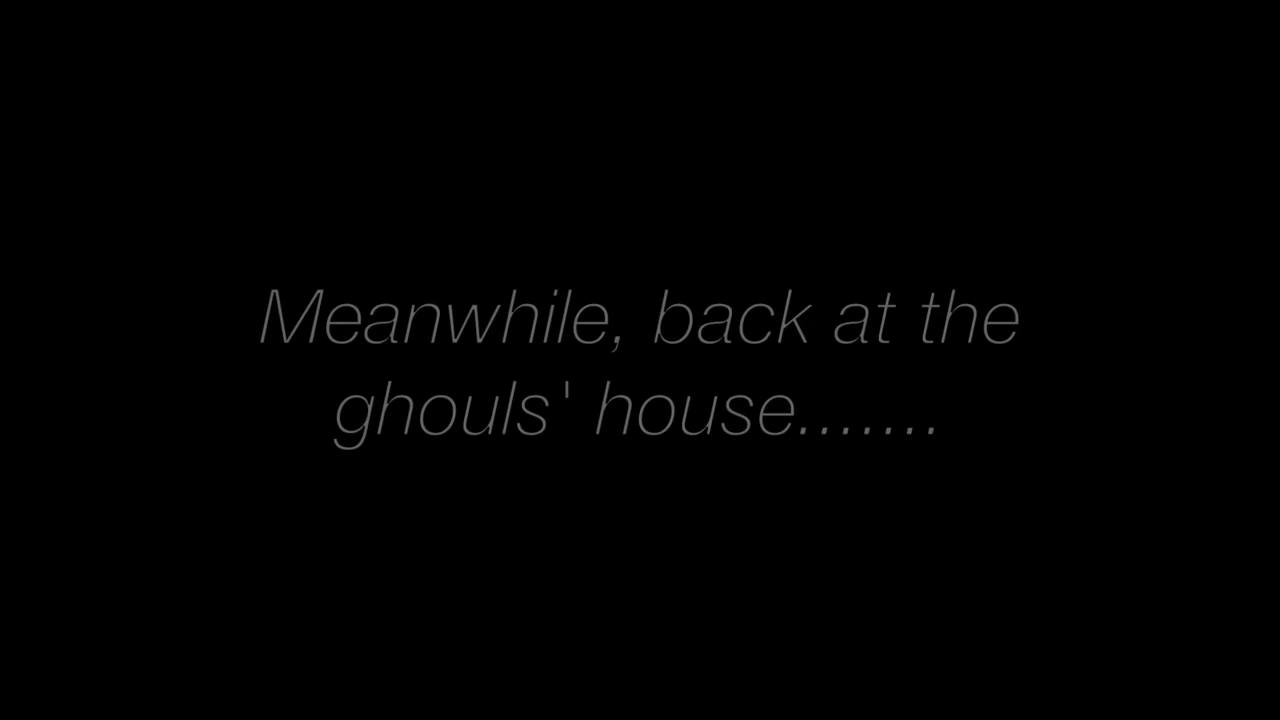 Meanwhile, back at the
ghouls' house.......